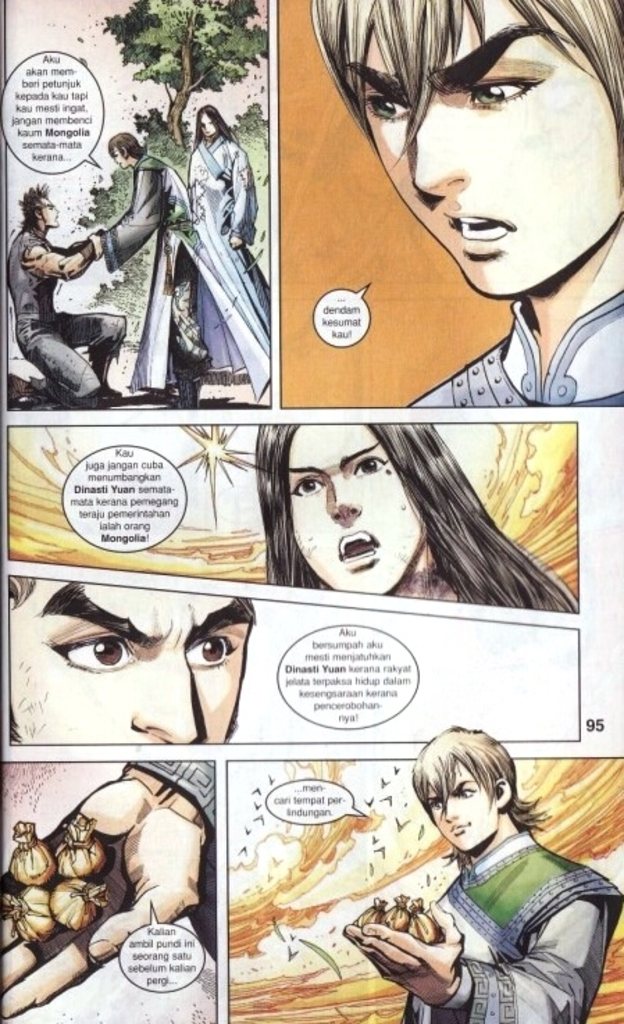 Aku
akan mem-
beri petunjuk
kepada kau tapi
kau mesti ingat,
jangan membenci
kaum Mongolia
semata-mata
kerana...
...
dendam
kesumat
kau!
Kau
juga jangan cuba
menumbangkan
Dinasti Yuan semata-
mata kerana pemegang
teraju pemerintahan
ialah orang
Mongolia!
Aku
bersumpah aku
mesti menjatuhkan
Dinasti Yuan kerana rakyat
jelata terpaksa hidup dalam
kesengsaraan kerana
pencerobohan-
nya!
95
Kalian
ambil pundi ini
seorang satu
sebelum kalian
pergi...
...men-
cari tempat per-
lindungan.